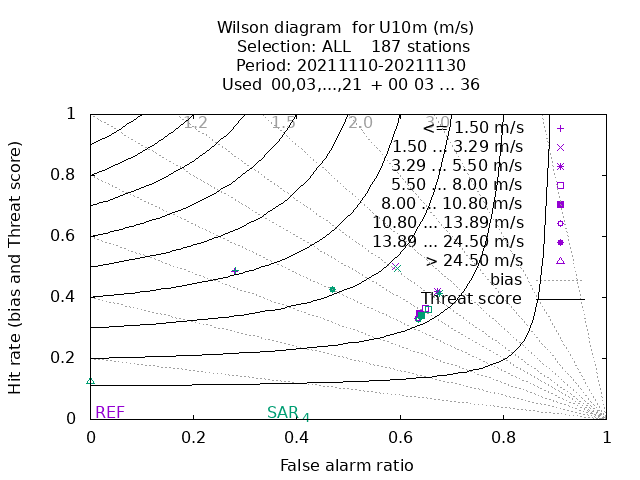 Wilson diagram  for U10m (m/s)
Selection: ALL    187 stations
Period: 20211110-20211130
Used  00,03,...,21  + 00 03 ... 36
Hit rate (bias and Threat score)
1
0.8
0.6
0.4
0.2
0
1.2 1.5 2.0 3.0
<= 1.50 m/s
1.50 ... 3.29 m/s
3.29 ... 5.50 m/s
5.50 ... 8.00 m/s
8.00 ... 10.80 m/s
10.80 ... 13.89 m/s
13.89 ... 24.50 m/s
> 24.50 m/s
bias
Threat score
REF SAR 4
0 0.2 0.4 0.6 0.8 1
False alarm ratio